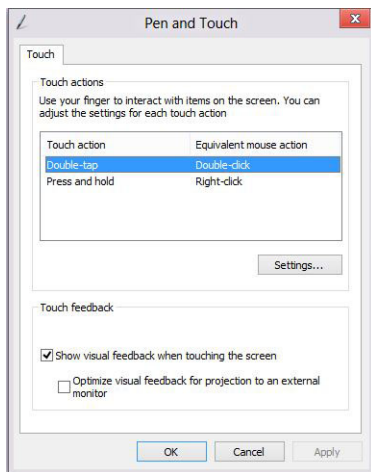 Pen and Touch
Touch
Touch actions
Use your finger to interact with items on the screen. You can
adjust the settings for each touch action
Touch action Equivalent mouse action
Double-tap Double-click
Press and hold Right-click
Settings...
Touch feedback
Show visual feedback when touching the screen
Optimize visual feedback for projection to an external
monitor
OK Cancel Apply